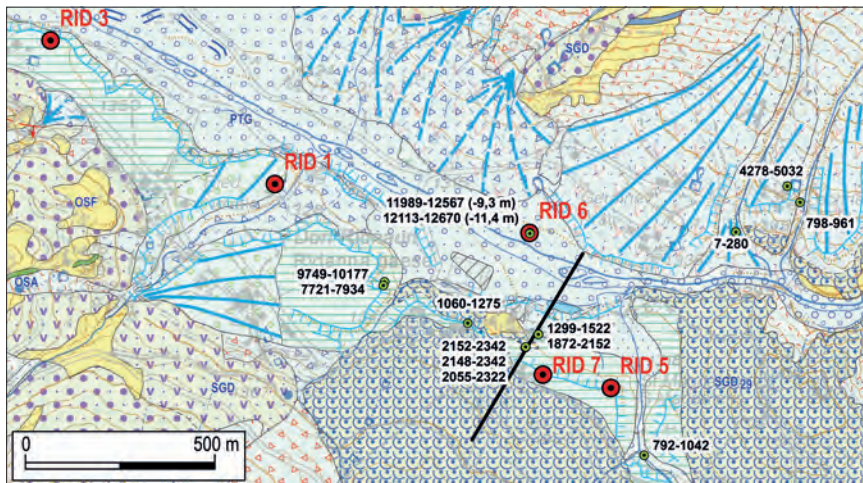 RID 3
SGD
PTG
RID 1
4278-5032
OSF
11989-12567 (-9,3 m)
12113-12670 (-11,4 m)
RID 6
798-961
7-280
9749-10177
7721-7934
OSA
1060-1275
1299-1522
1872-2152
2152-2342
2148-2342
2055-2322
RID 7
RID 5
SGD
SGD 29
0
500 m
792-1042